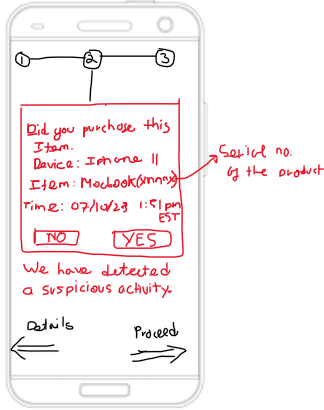 1 2 3
Did you purchase this
Item.
Device: Iphone 11
Item: Macbook(xnnnx)
Time: 07/10/23 1:51pm
EST
NO YES
We have detected
a suspicious activity.
Details
Proceed
Serial no.
of the product